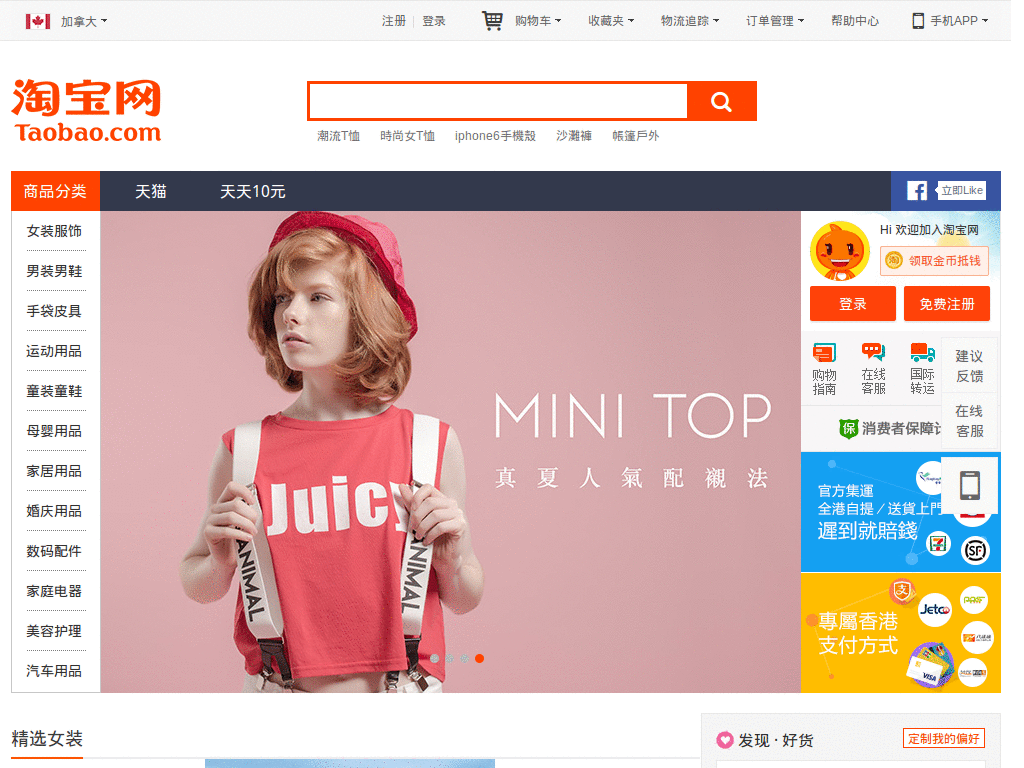 加拿大
注册 登录 购物车 收藏夹 物流追踪 订单管理 帮助中心 手机APP
淘宝网
Taobao.com
潮流T恤 時尚女T恤 iphone6手機殼 沙灘褲 帳篷戶外
商品分类 天猫 天天10元 立即Like
女装服饰
男装男鞋
手袋皮具
运动用品
童装童鞋
母婴用品
家居用品
婚庆用品
数码配件
家庭电器
美容护理
汽车用品
Juicy
ANIMAL
ANIMAL
MINI TOP
真夏人氣配襯法
Hi 欢迎加入淘宝网
淘 领取金币抵钱
登录 免费注册
购物
指南
在线
客服
国际
转运
建议
反馈
在线
客服
保 消费者保障计
官方集運
全港自提／送貨上門
遲到就賠錢
7
SF
專屬香港
支付方式
支
Jetco
VISA
精选女装
发现 · 好货 定制我的偏好